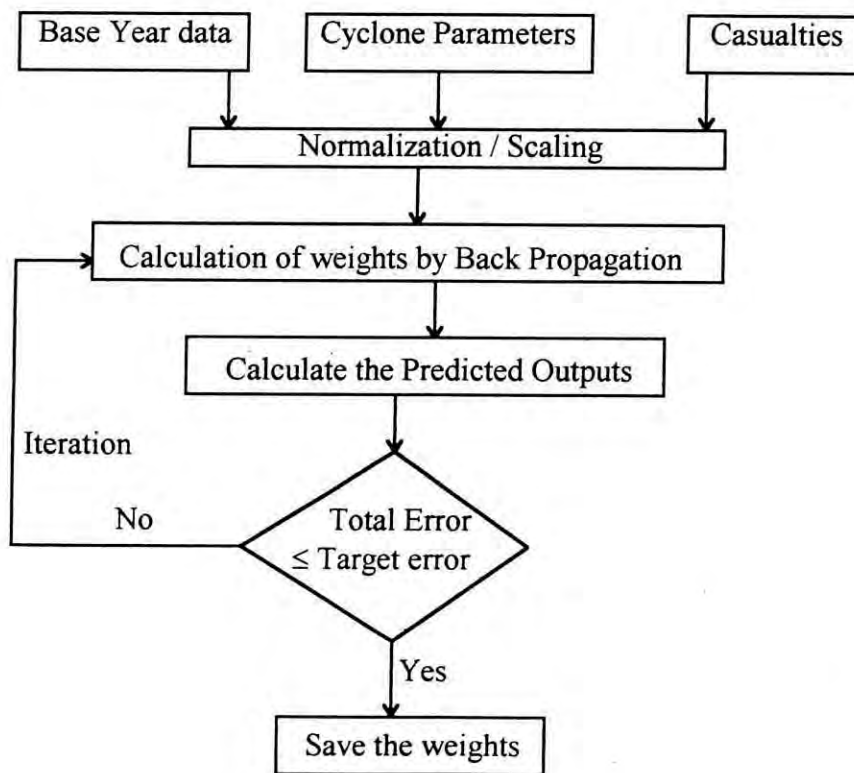 Base Year data
Cyclone Parameters
Casualties
Normalization / Scaling
Calculation of weights by Back Propagation
Calculate the Predicted Outputs
Iteration
No
Total Error
≤ Target error
Yes
Save the weights